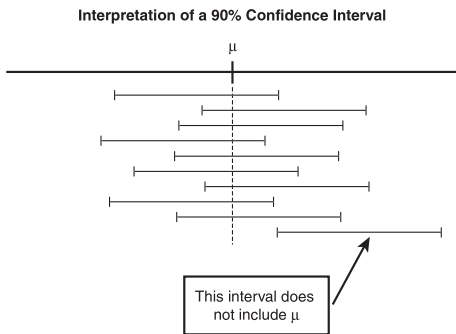 Interpretation of a 90% Confidence Interval
μ
This interval does
not include μ